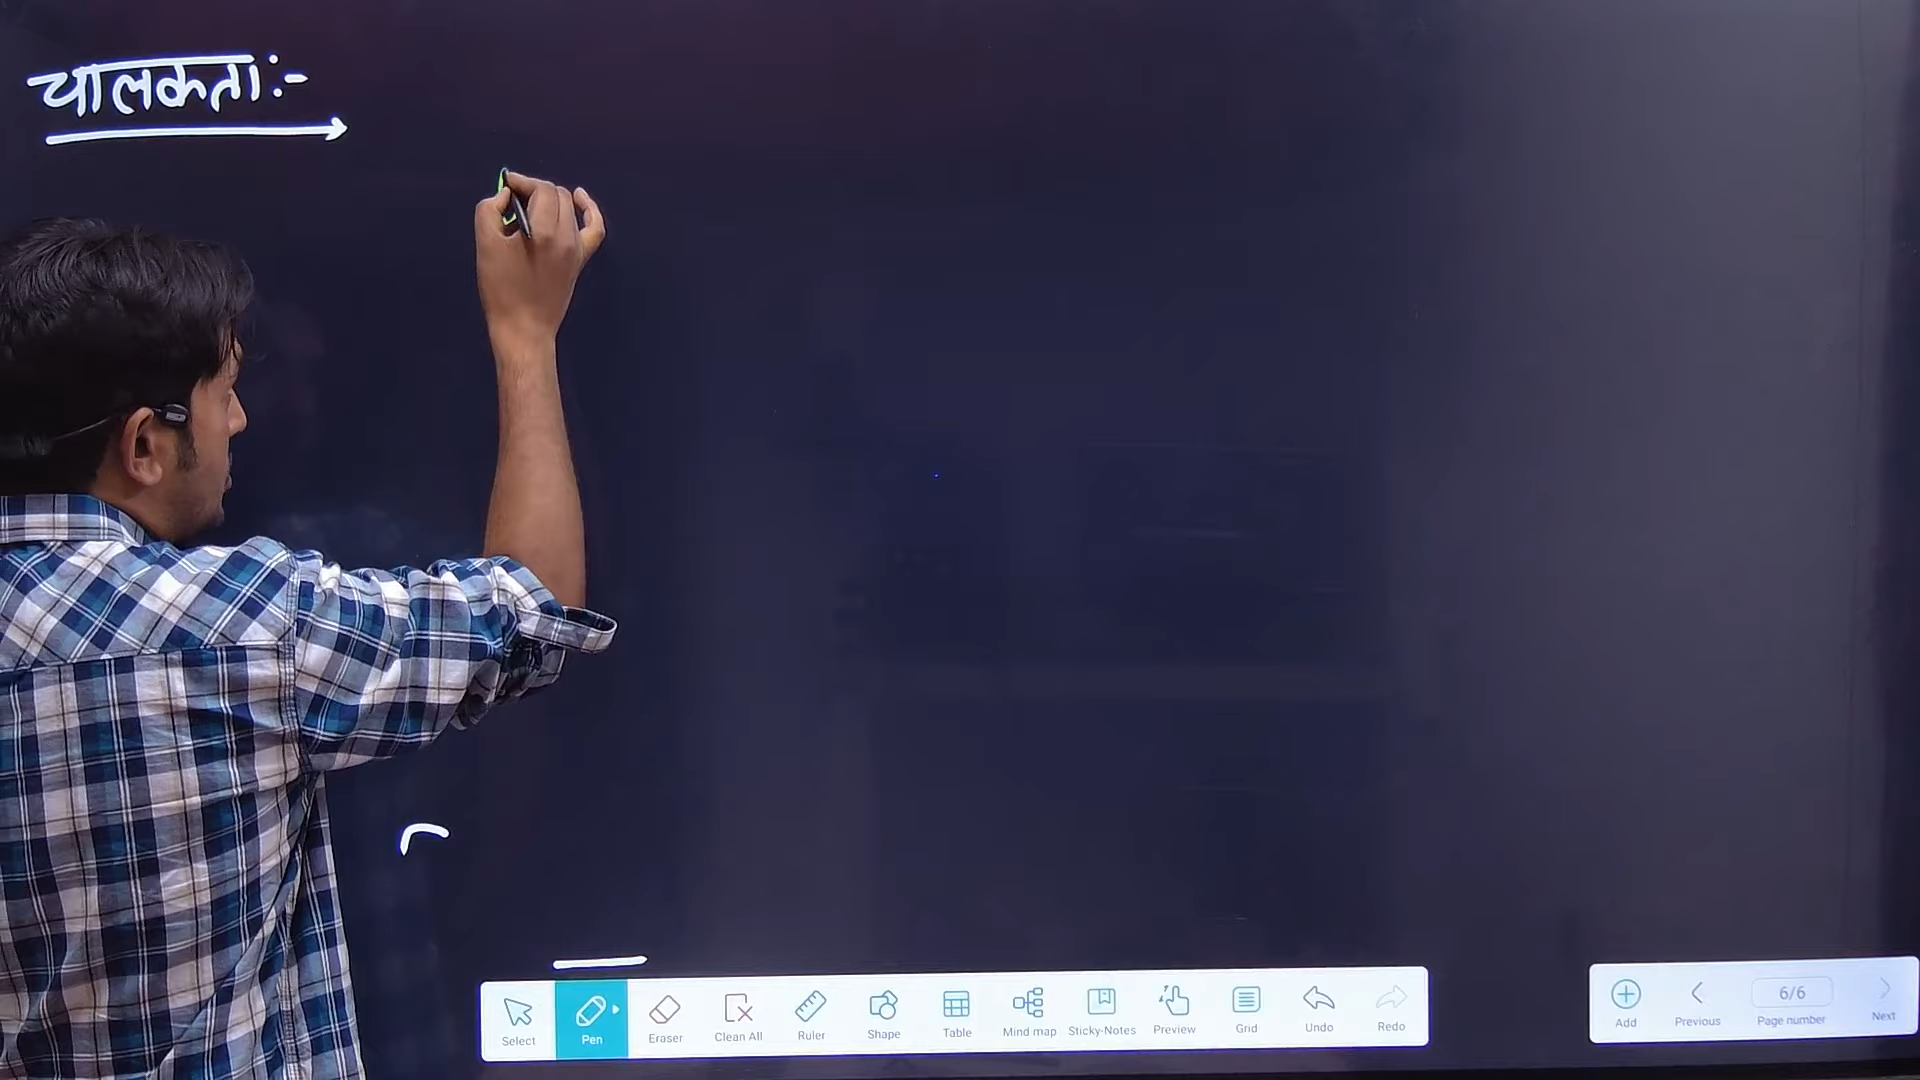 चालकता:-
Select Pen Eraser Clean All Ruler Shape Table Mind map Sticky-Notes Preview Grid Undo Redo
Add Previous 6/6 Page number Next